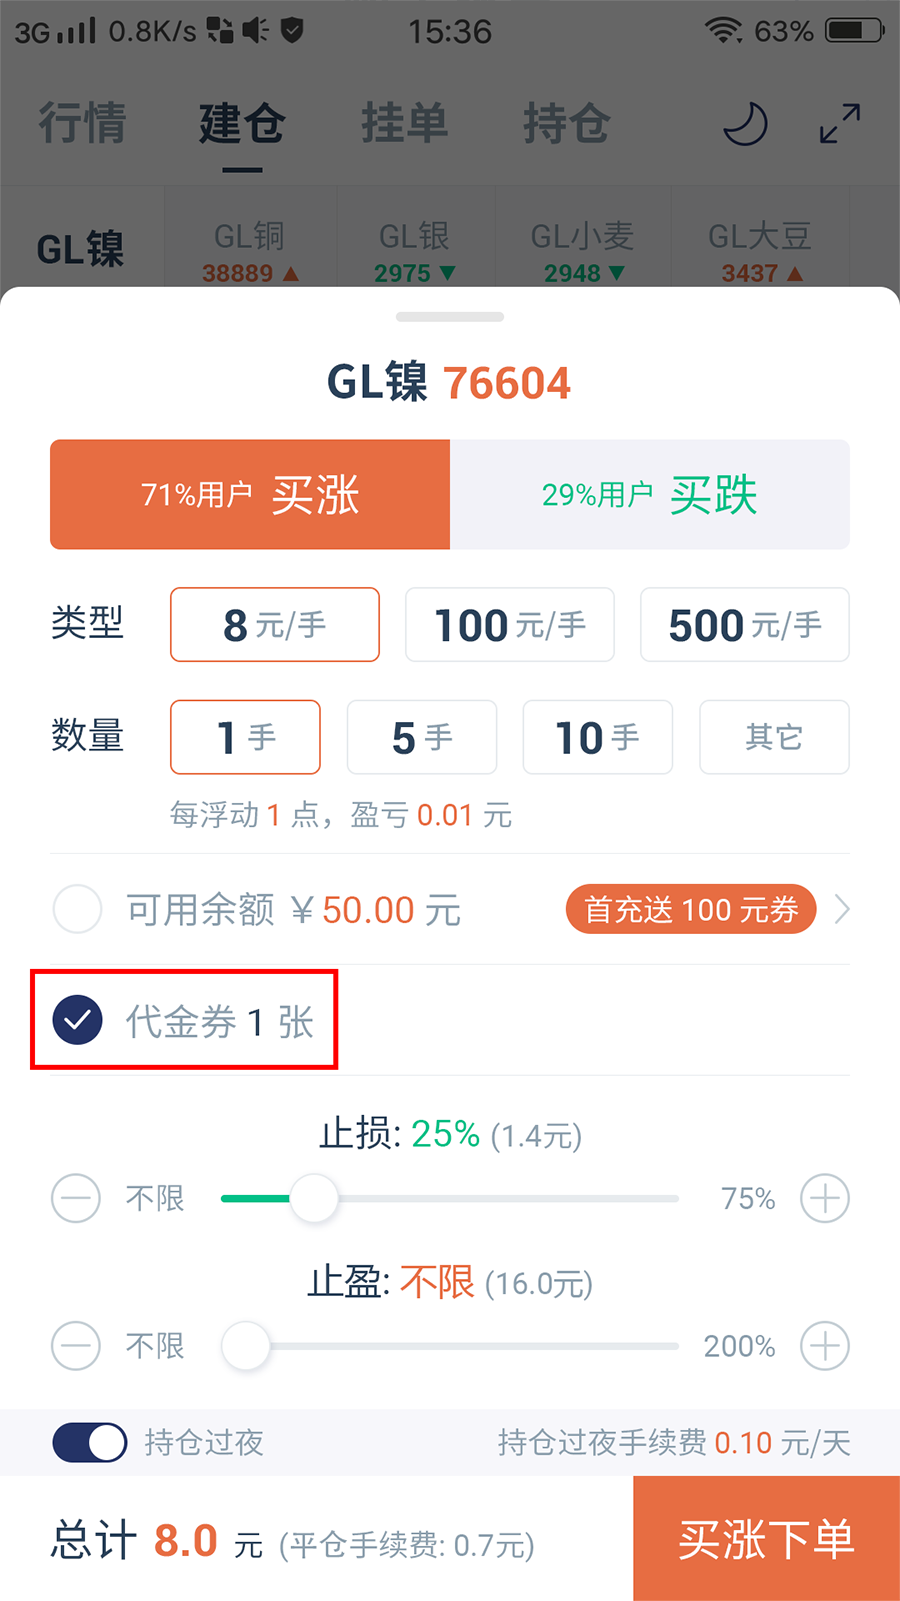 3G 0.8K/s 15:36 63%
行情 建仓 挂单 持仓
GL镍 GL铜 GL银 GL小麦 GL大豆
38889 ▲ 2975 ▼ 2948 ▼ 3437 ▲
GL镍 76604
71%用户 买涨 29%用户 买跌
类型 8 元/手 100 元/手 500 元/手
数量 1 手 5 手 10 手 其它
每浮动 1 点，盈亏 0.01 元
可用余额 ￥50.00 元 首充送 100 元券
代金券 1 张
止损: 25% (1.4元)
不限 75%
止盈: 不限 (16.0元)
不限 200%
持仓过夜 持仓过夜手续费 0.10 元/天
总计 8.0 元 (平仓手续费: 0.7元) 买涨下单